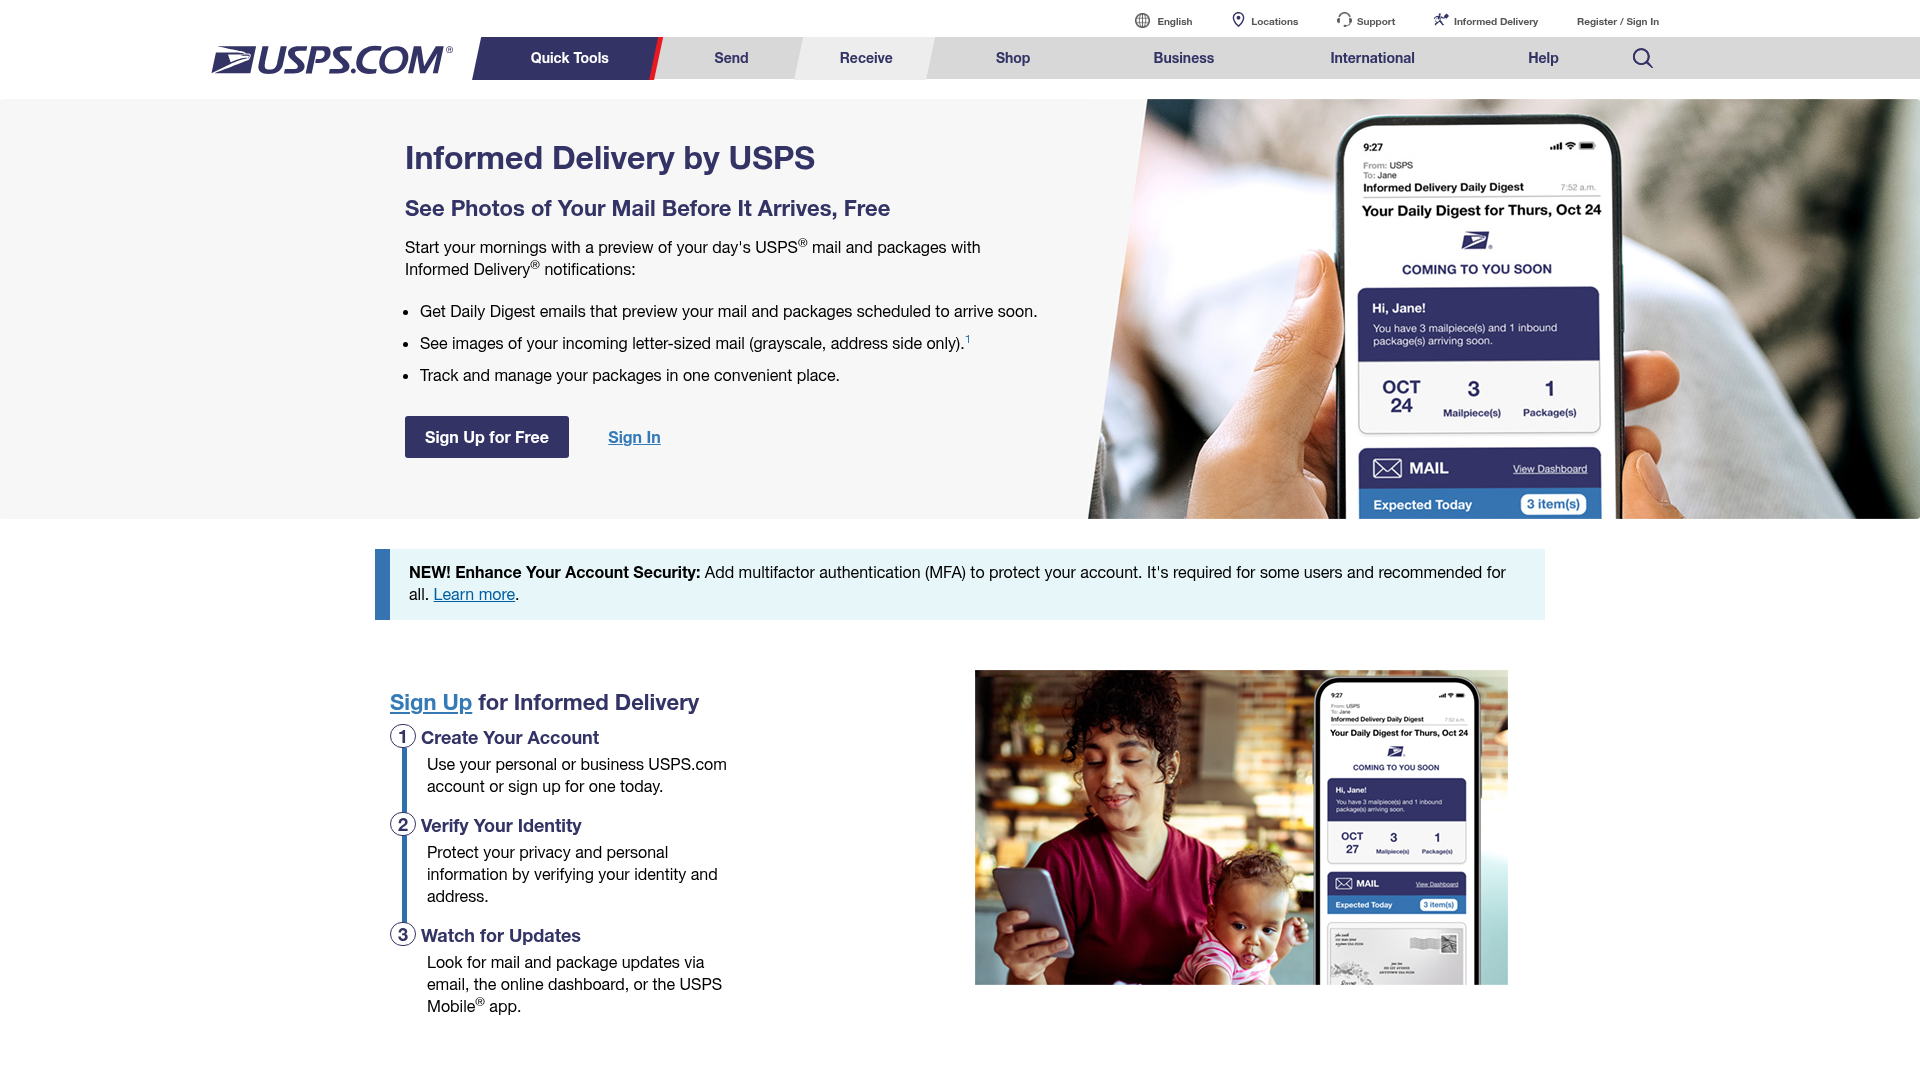 English
Locations
Support
Informed Delivery
Register / Sign In
USPS.COM®
Quick Tools
Send
Receive
Shop
Business
International
Help
Informed Delivery by USPS
See Photos of Your Mail Before It Arrives, Free
Start your mornings with a preview of your day's USPS® mail and packages with
Informed Delivery® notifications:
• Get Daily Digest emails that preview your mail and packages scheduled to arrive soon.
• See images of your incoming letter-sized mail (grayscale, address side only).1
• Track and manage your packages in one convenient place.
Sign Up for Free
Sign In
9:27
From: USPS
To: Jane
Informed Delivery Daily Digest
7:52 a.m.
Your Daily Digest for Thurs, Oct 24
COMING TO YOU SOON
Hi, Jane!
You have 3 mailpiece(s) and 1 inbound
package(s) arriving soon.
OCT 24
3 Mailpiece(s)
1 Package(s)
MAIL
View Dashboard
Expected Today
3 item(s)
NEW! Enhance Your Account Security: Add multifactor authentication (MFA) to protect your account. It's required for some users and recommended for
all. Learn more.
Sign Up for Informed Delivery
1 Create Your Account
Use your personal or business USPS.com
account or sign up for one today.
2 Verify Your Identity
Protect your privacy and personal
information by verifying your identity and
address.
3 Watch for Updates
Look for mail and package updates via
email, the online dashboard, or the USPS
Mobile® app.
9:27
From: USPS
To: Jane
Informed Delivery Daily Digest
7:52 a.m.
Your Daily Digest for Thurs, Oct 24
COMING TO YOU SOON
Hi, Jane!
You have 3 mailpiece(s) and 1 inbound
package(s) arriving soon.
OCT 27
3 Mailpiece(s)
1 Package(s)
MAIL
View Dashboard
Expected Today
3 item(s)